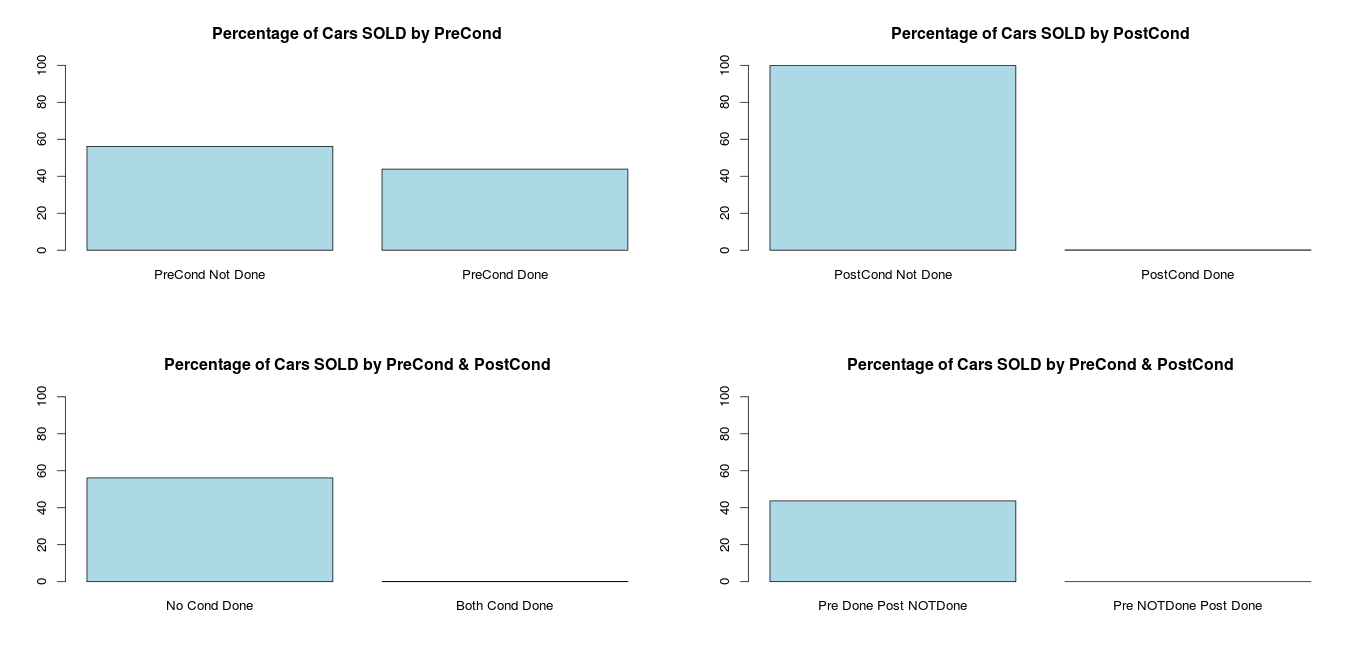 Percentage of Cars SOLD by PreCond
100
80
60
40
20
0
PreCond Not Done
PreCond Done
Percentage of Cars SOLD by PostCond
100
80
60
40
20
0
PostCond Not Done
PostCond Done
Percentage of Cars SOLD by PreCond & PostCond
100
80
60
40
20
0
No Cond Done
Both Cond Done
Percentage of Cars SOLD by PreCond & PostCond
100
80
60
40
20
0
Pre Done Post NOTDone
Pre NOTDone Post Done